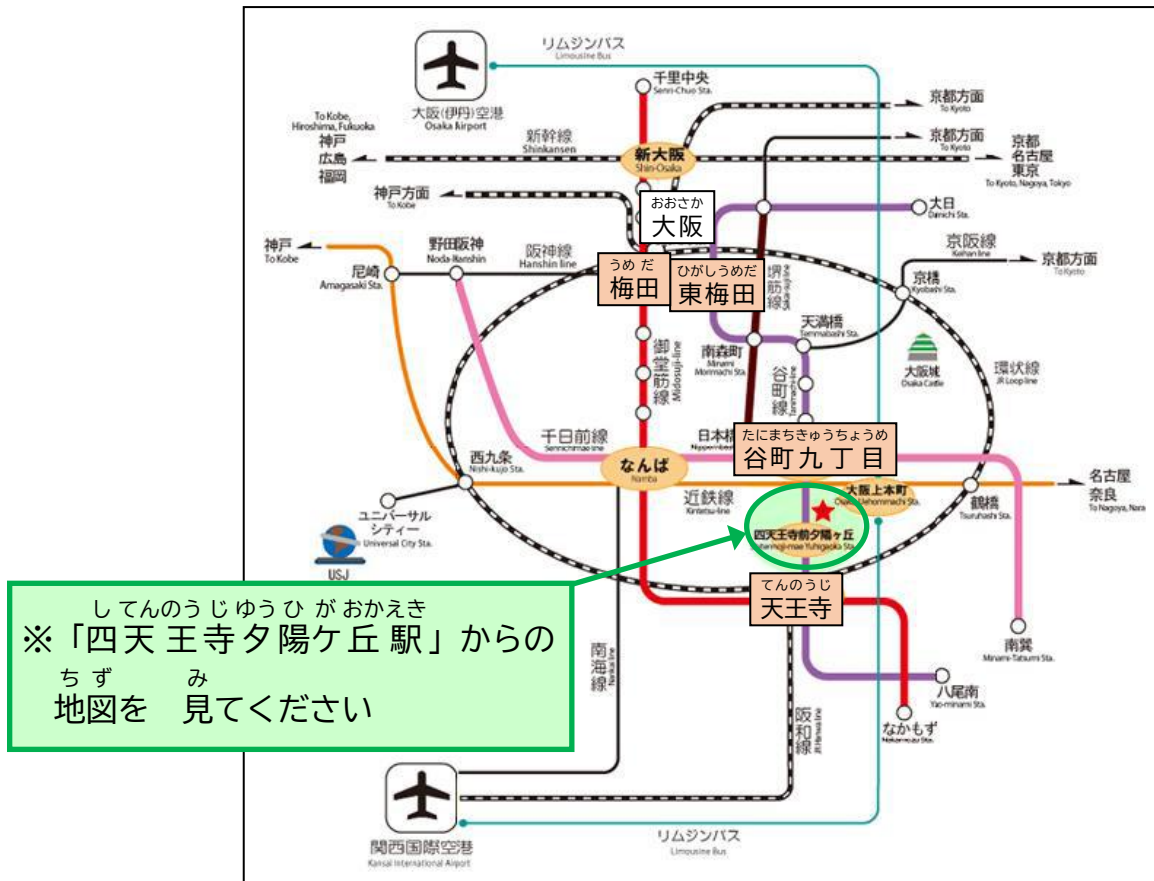 リムジンバス
Limousine Bus
千里中央
Senri-Chuo Sta.
大阪(伊丹)空港
Osaka Airport
京都方面
To Kyoto
To Kobe,
Hiroshima, Fukuoka
神戸
広島
福岡
新幹線
Shinkansen
新大阪
Shin-Osaka
京都方面
To Kyoto
京都
名古屋
東京
To Kyoto, Nagoya, Tokyo
神戸方面
To Kobe
おおさか
大阪
大日
Dainichi Sta.
神戸
To Kobe
野田阪神
Noda-Hanshin
阪神線
Hanshin line
尼崎
Amagasaki Sta.
うめだ
梅田
ひがしうめだ
東梅田
堺筋線
京阪線
Keihan line
京都方面
To Kyoto
京橋
Kyobashi Sta.
天満橋
Temmabashi Sta.
南森町
Minami
Morimachi Sta.
御堂筋線
Midosuji-line
谷町線
Tanimachi-line
大阪城
Osaka Castle
環状線
JR Loop line
千日前線
Sennichimae-line
日本橋
たにまちきゅうちょうめ
谷町九丁目
なんば
Namba
西九条
Nishi-kujo Sta.
近鉄線
Kintetsu-line
大阪上本町
鶴橋
Tsuruhashi Sta.
名古屋
奈良
To Nagoya, Nara
ユニバーサル
シティー
Universal City Sta.
USJ
四天王寺前夕陽ヶ丘
てんのうじ
天王寺
してんのうじゆうひがおかえき
※「四天王寺夕陽ケ丘駅」からの
ちず み
地図を 見てください
南海線
Nankai line
阪和線
JR Hanwa line
南巽
Minami-Tatsumi Sta.
八尾南
Yao-minami Sta.
なかもず
Nakamozu Sta.
関西国際空港
Kansai International Airport
リムジンバス
Limousine Bus